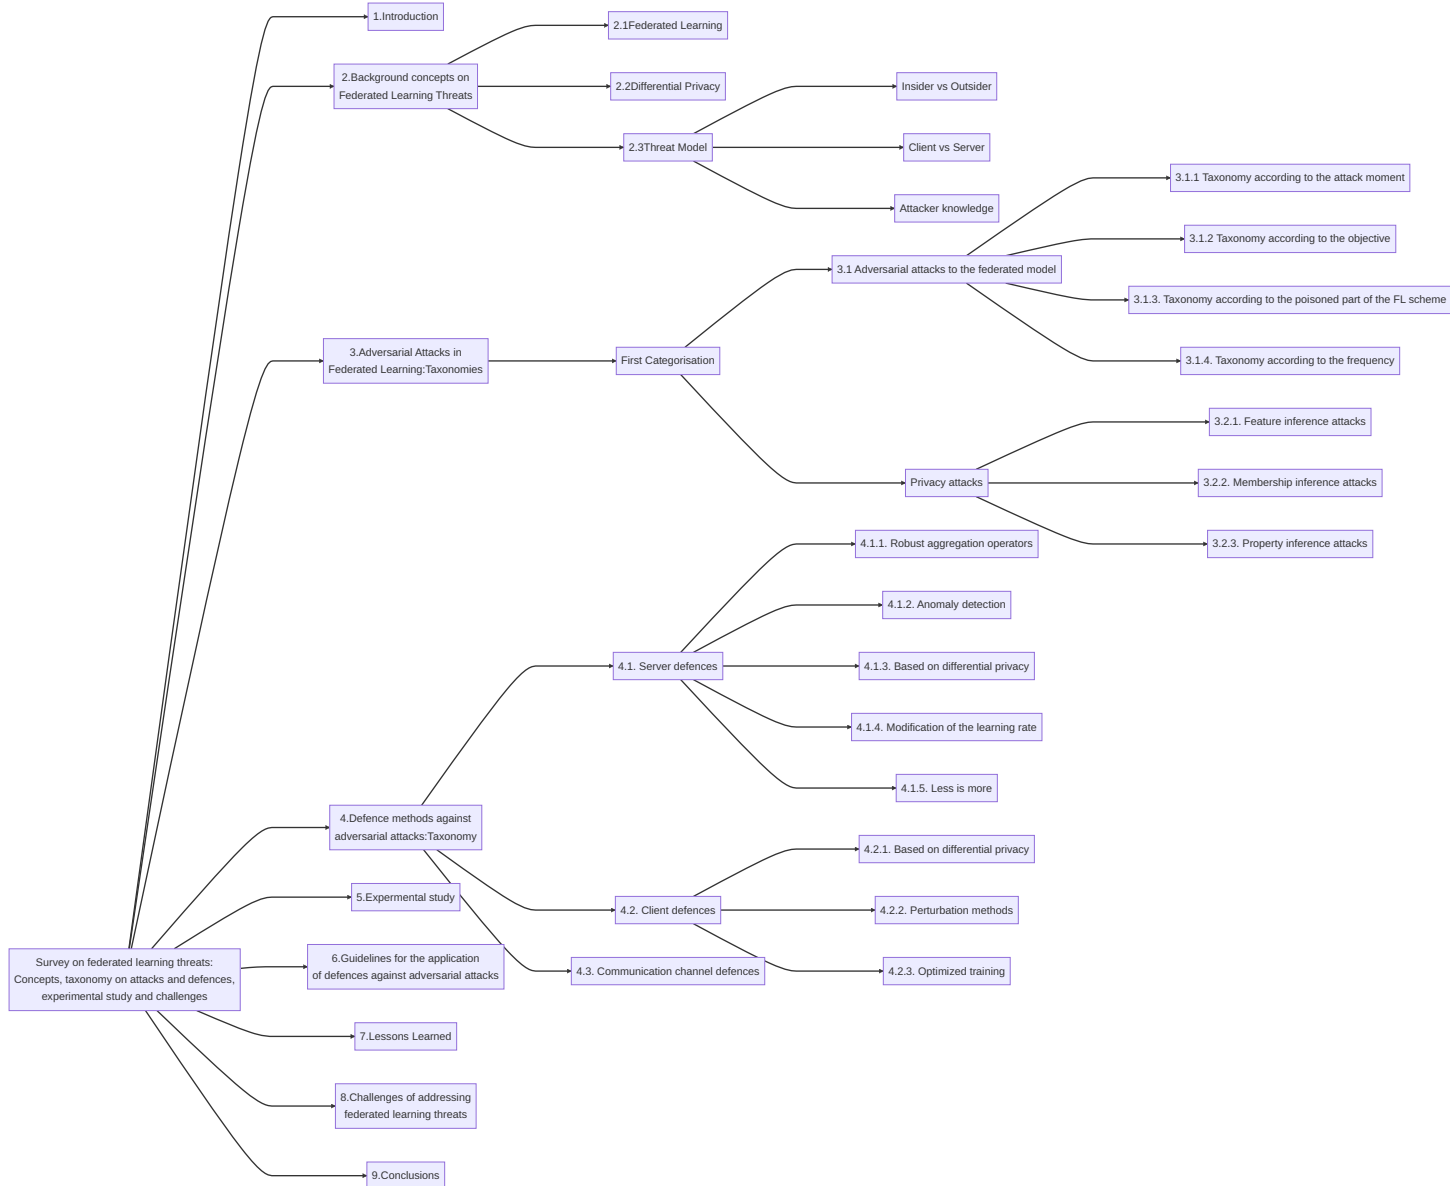 1.Introduction
2.1Federated Learning
2.Background concepts on
Federated Learning Threats
2.2Differential Privacy
Insider vs Outsider
2.3Threat Model
Client vs Server
Attacker knowledge
3.1.1 Taxonomy according to the attack moment
3.1.2 Taxonomy according to the objective
3.1 Adversarial attacks to the federated model
3.1.3. Taxonomy according to the poisoned part of the FL scheme
3.Adversarial Attacks in
Federated Learning:Taxonomies
First Categorisation
3.1.4. Taxonomy according to the frequency
3.2.1. Feature inference attacks
Privacy attacks
3.2.2. Membership inference attacks
3.2.3. Property inference attacks
4.1.1. Robust aggregation operators
4.1.2. Anomaly detection
4.1. Server defences
4.1.3. Based on differential privacy
4.1.4. Modification of the learning rate
4.1.5. Less is more
4.Defence methods against
adversarial attacks:Taxonomy
4.2.1. Based on differential privacy
5.Expermental study
4.2. Client defences
4.2.2. Perturbation methods
Survey on federated learning threats:
Concepts, taxonomy on attacks and defences,
experimental study and challenges
6.Guidelines for the application
of defences against adversarial attacks
4.3. Communication channel defences
4.2.3. Optimized training
7.Lessons Learned
8.Challenges of addressing
federated learning threats
9.Conclusions